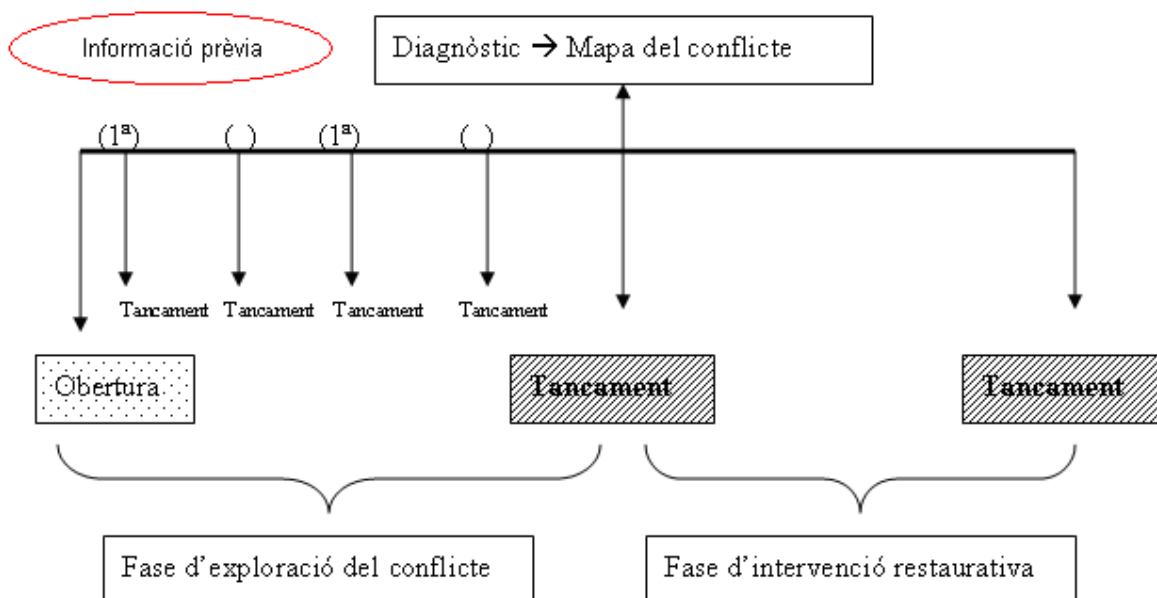 Informació prèvia
Diagnòstic → Mapa del conflicte
(1ª) ( ) (1ª) ( )
Tancament Tancament Tancament Tancament
Obertura Tancament Tancament
Fase d'exploració del conflicte Fase d'intervenció restaurativa